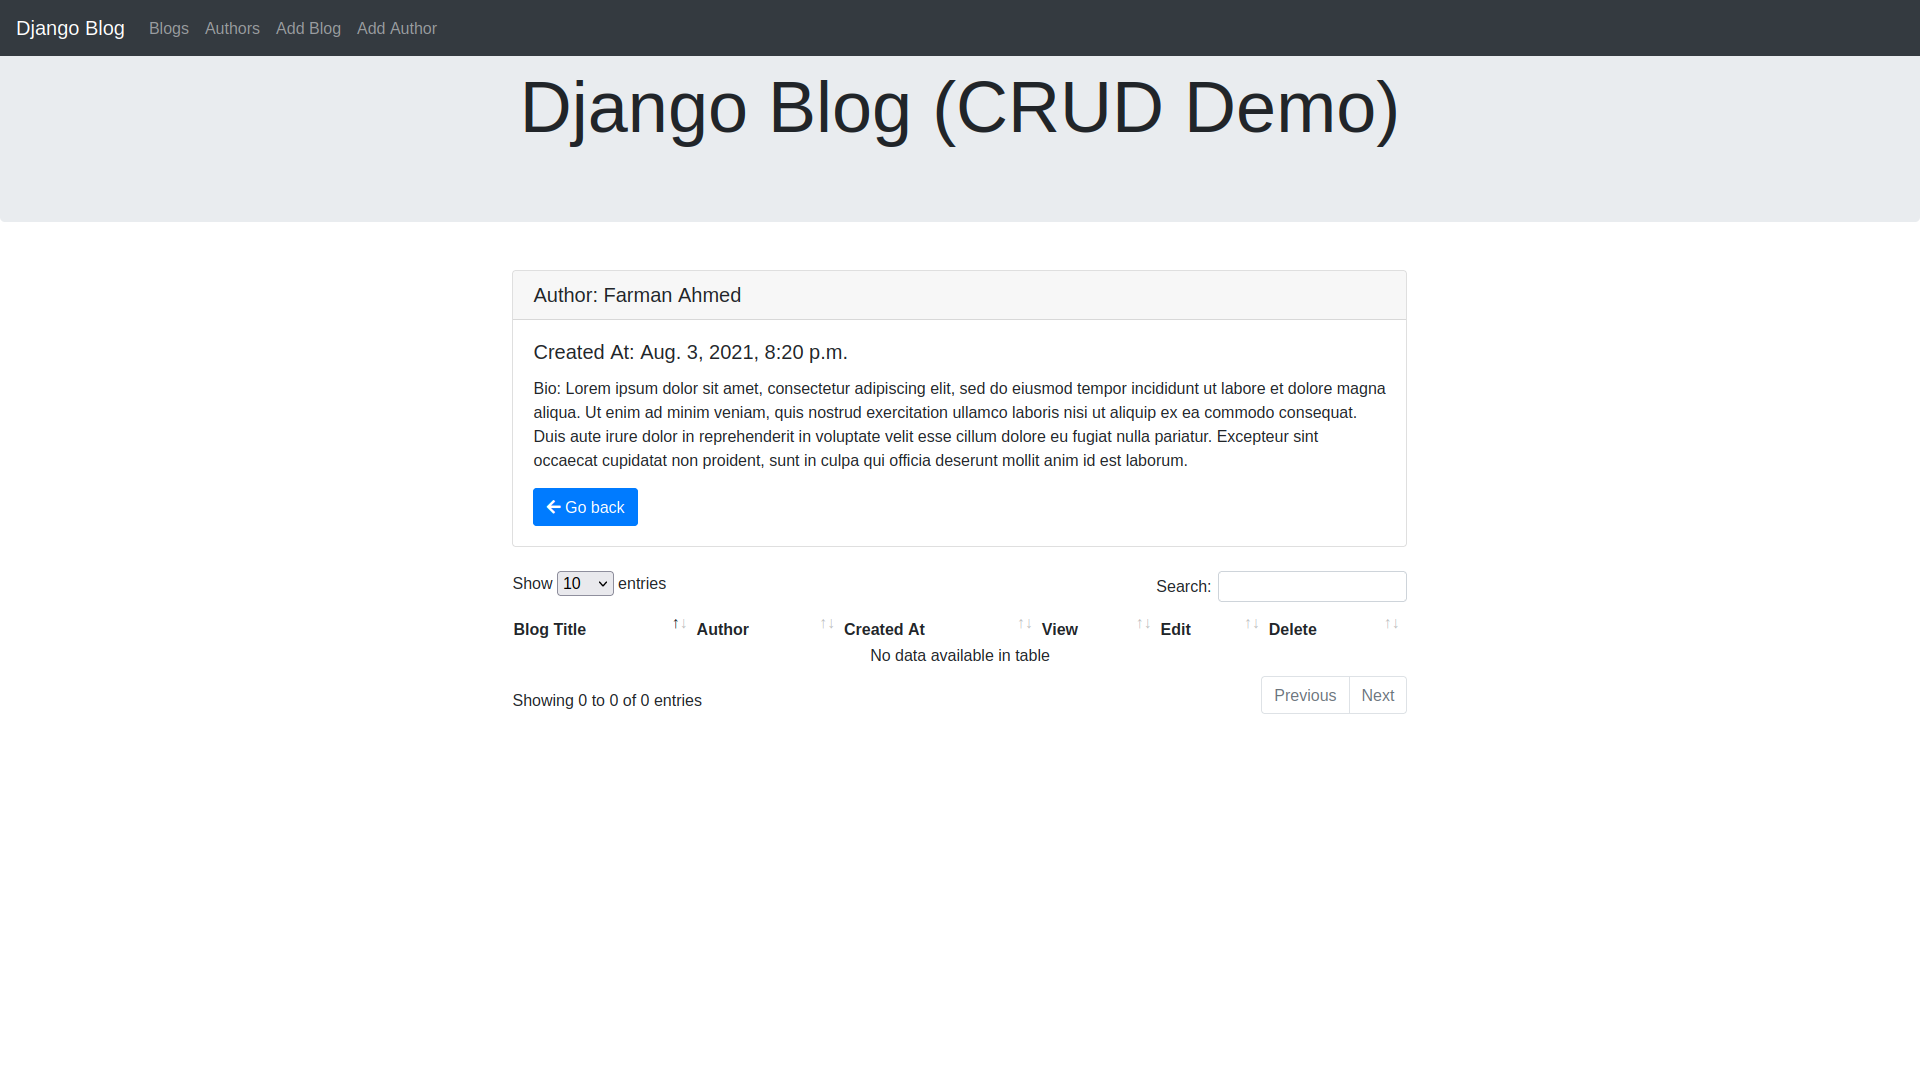 Django Blog Blogs Authors Add Blog Add Author
Django Blog (CRUD Demo)
Author: Farman Ahmed
Created At: Aug. 3, 2021, 8:20 p.m.
Bio: Lorem ipsum dolor sit amet, consectetur adipiscing elit, sed do eiusmod tempor incididunt ut labore et dolore magna
aliqua. Ut enim ad minim veniam, quis nostrud exercitation ullamco laboris nisi ut aliquip ex ea commodo consequat.
Duis aute irure dolor in reprehenderit in voluptate velit esse cillum dolore eu fugiat nulla pariatur. Excepteur sint
occaecat cupidatat non proident, sunt in culpa qui officia deserunt mollit anim id est laborum.
Go back
Show 10 entries Search:
Blog Title ↑↓ Author ↑↓ Created At ↑↓ View ↑↓ Edit ↑↓ Delete ↑↓
No data available in table
Showing 0 to 0 of 0 entries Previous Next